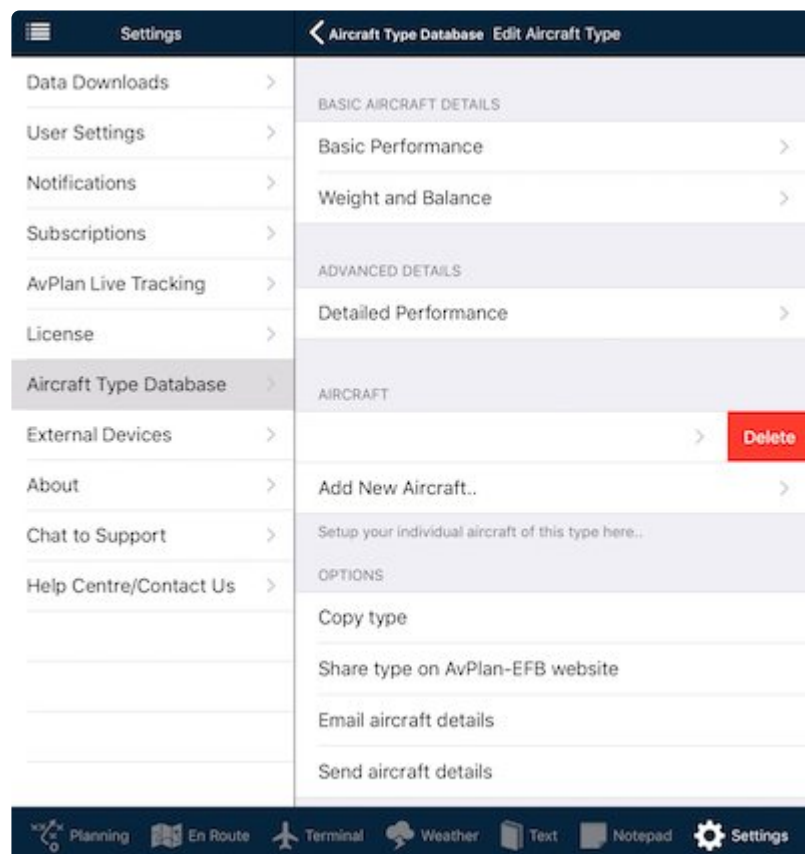 Settings
Data Downloads
User Settings
Notifications
Subscriptions
AvPlan Live Tracking
License
Aircraft Type Database
External Devices
About
Chat to Support
Help Centre/Contact Us
Aircraft Type Database Edit Aircraft Type
BASIC AIRCRAFT DETAILS
Basic Performance
Weight and Balance
ADVANCED DETAILS
Detailed Performance
AIRCRAFT
Delete
Add New Aircraft..
Setup your individual aircraft of this type here..
OPTIONS
Copy type
Share type on AvPlan-EFB website
Email aircraft details
Send aircraft details
Planning En Route Terminal Weather Text Notepad Settings